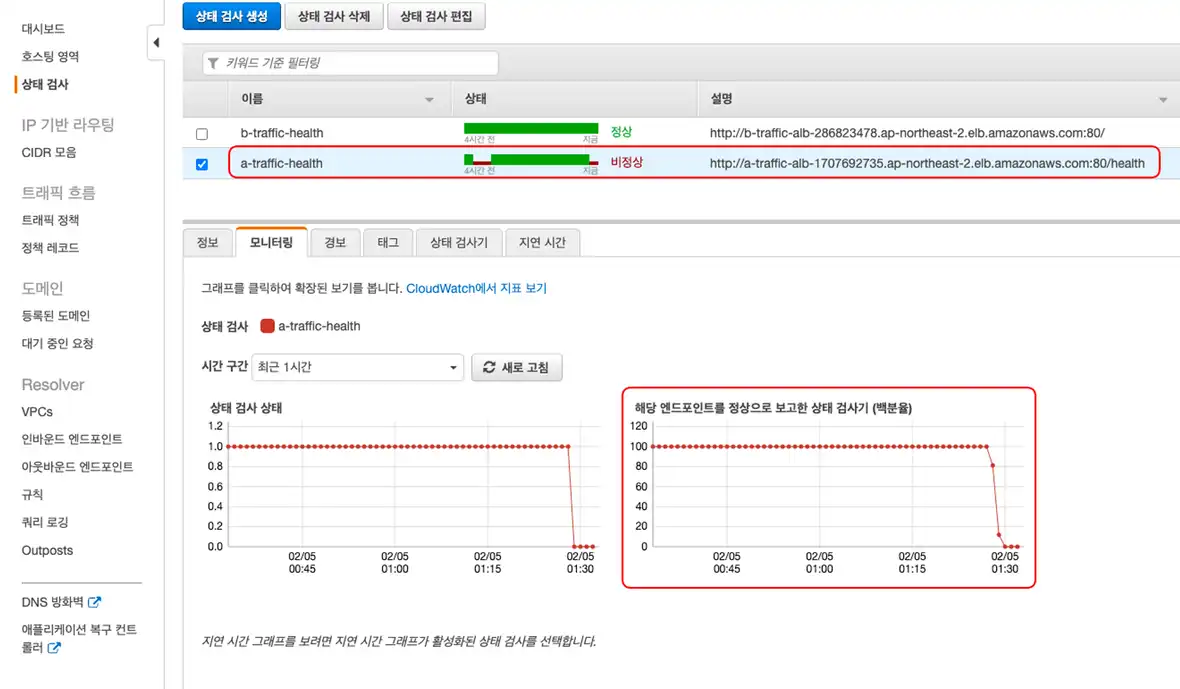 대시보드
호스팅 영역
상태 검사
IP 기반 라우팅
CIDR 모음
트래픽 흐름
트래픽 정책
정책 레코드
도메인
등록된 도메인
대기 중인 요청
Resolver
VPCs
인바운드 엔드포인트
아웃바운드 엔드포인트
규칙
쿼리 로깅
Outposts
DNS 방화벽
애플리케이션 복구 컨트
롤러
상태 검사 생성 상태 검사 삭제 상태 검사 편집
키워드 기준 필터링
이름 상태 설명
b-traffic-health 정상 http://b-traffic-alb-286823478.ap-northeast-2.elb.amazonaws.com:80/
4시간 전 지금
a-traffic-health 비정상 http://a-traffic-alb-1707692735.ap-northeast-2.elb.amazonaws.com:80/health
4시간 전 지금
정보 모니터링 경보 태그 상태 검사기 지연 시간
그래프를 클릭하여 확장된 보기를 봅니다. CloudWatch에서 지표 보기
상태 검사 a-traffic-health
시간 구간 최근 1시간 새로 고침
상태 검사 상태
1.2
1.0
0.8
0.6
0.4
0.2
0.0
02/05 02/05 02/05 02/05
00:45 01:00 01:15 01:30
해당 엔드포인트를 정상으로 보고한 상태 검사기 (백분율)
120
100
80
60
40
20
0
02/05 02/05 02/05 02/05
00:45 01:00 01:15 01:30
지연 시간 그래프를 보려면 지연 시간 그래프가 활성화된 상태 검사를 선택합니다.